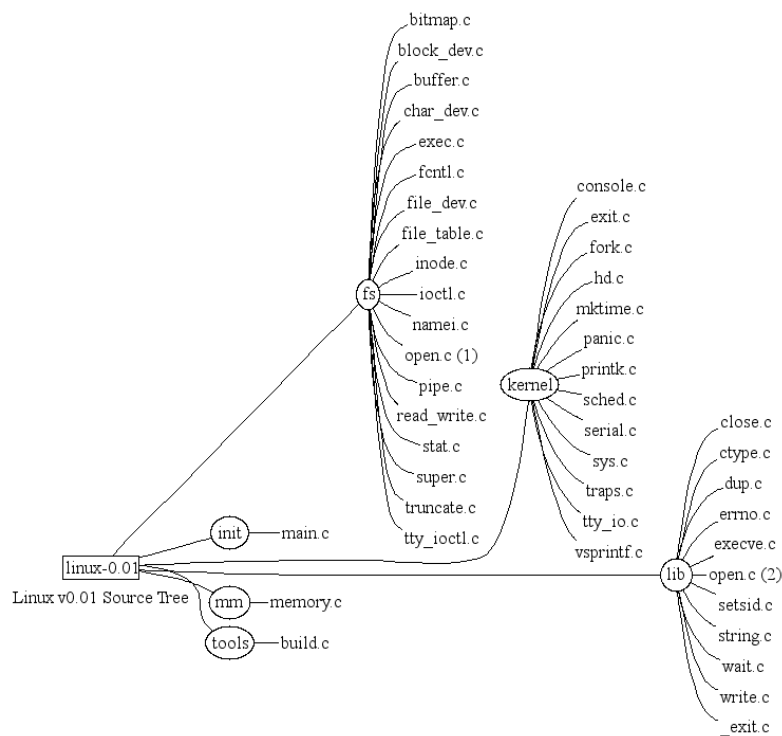 bitmap.c
block_dev.c
buffer.c
char_dev.c
exec.c
fcntl.c
file_dev.c
file_table.c
inode.c
fs
ioctl.c
namei.c
open.c (1)
pipe.c
read_write.c
stat.c
super.c
truncate.c
tty_ioctl.c
console.c
exit.c
fork.c
hd.c
mktime.c
panic.c
printk.c
kernel
sched.c
serial.c
sys.c
traps.c
tty_io.c
vsprintf.c
close.c
ctype.c
dup.c
errno.c
execve.c
lib
open.c (2)
setsid.c
string.c
wait.c
write.c
_exit.c
init
main.c
linux-0.01
Linux v0.01 Source Tree
mm
memory.c
tools
build.c